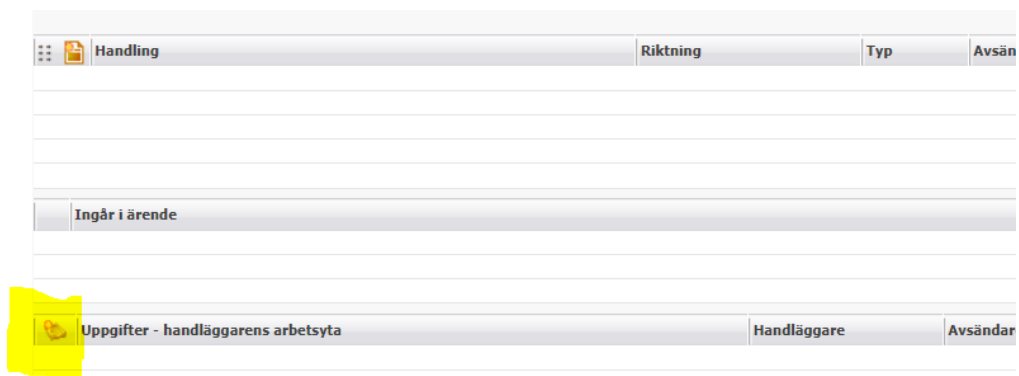 Handling Riktning Typ Avsän
Ingår i ärende
Uppgifter - handläggarens arbetsyta Handläggare Avsändar